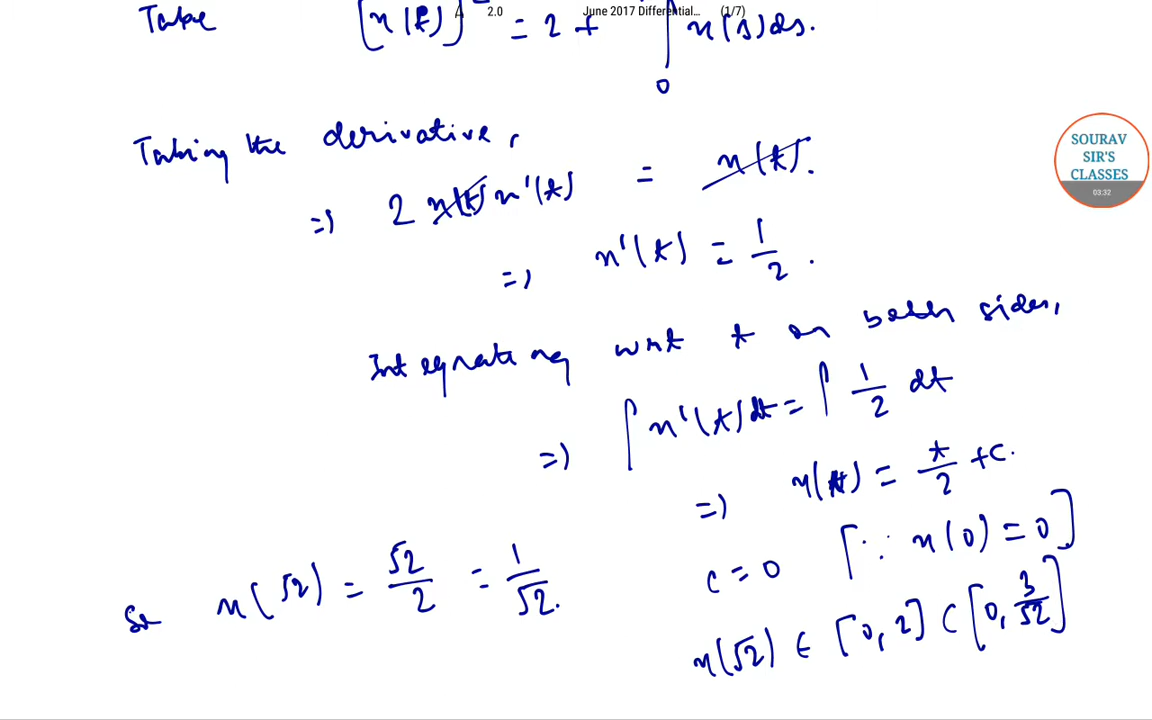 2.0 June 2017 Differential... (1/7)
Take [x(t)]² = 2 + ∫₀ x(s)ds.
SOURAV
SIR'S
CLASSES
03:32
Taking the derivative,
=> 2 x(t) x'(t) = x(t).
=> x'(t) = 1/2.
Integrating wrt t on both sides,
=> ∫ x'(t)dt = ∫ 1/2 dt
=> x(t) = t/2 + c.
c = 0 [∵ x(0) = 0]
So x(√2) = √2/2 = 1/√2.
x(√2) ∈ [0, 2] ⊂ [0, 3/√2]